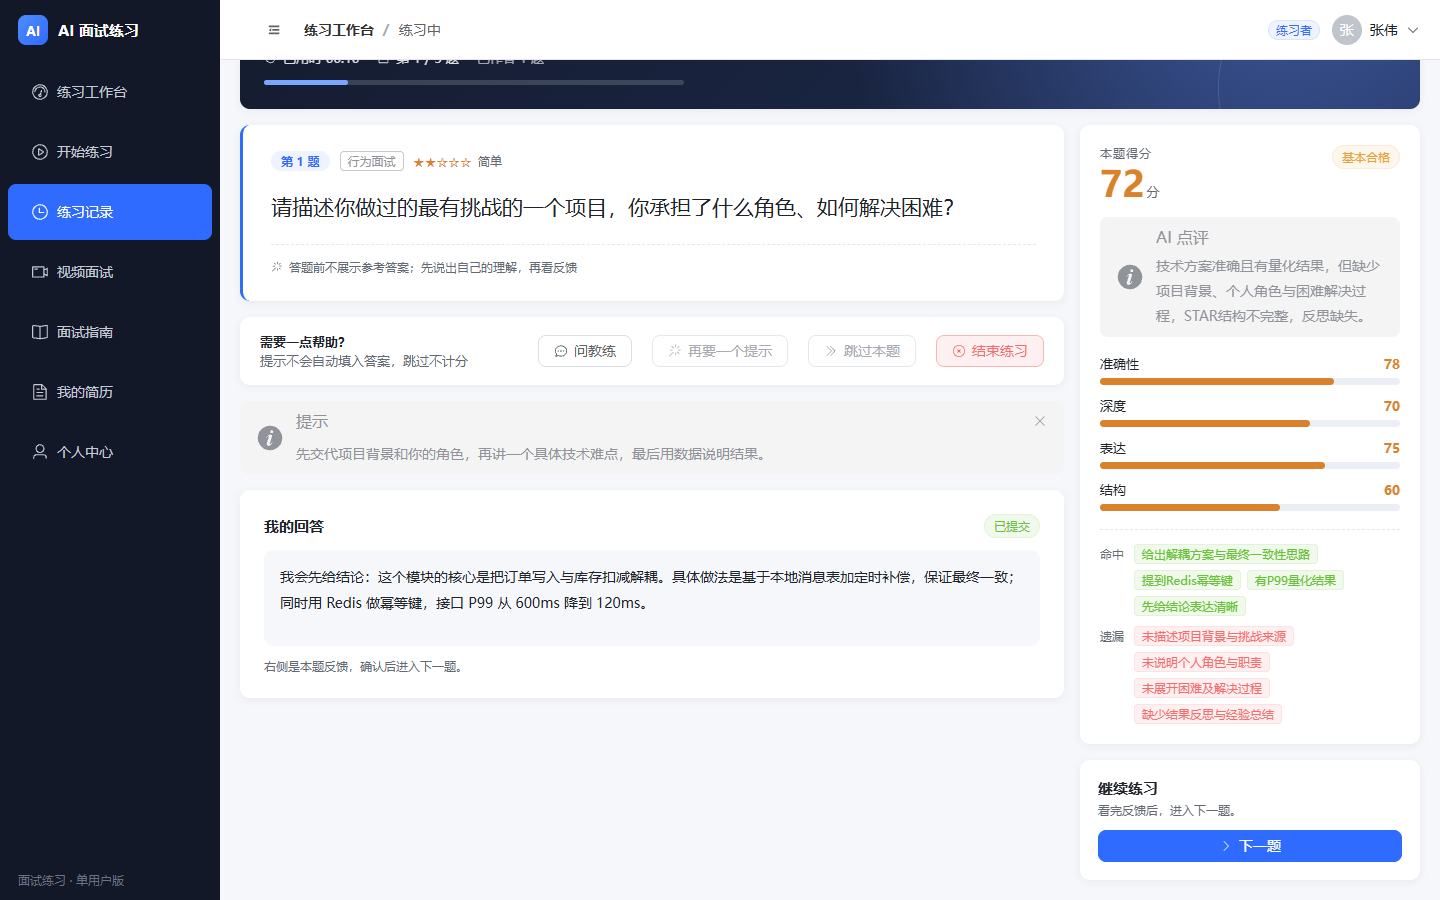 AI
AI 面试练习
练习工作台
开始练习
练习记录
视频面试
面试指南
我的简历
个人中心
面试练习 · 单用户版
练习工作台 / 练习中
练习者
张
张伟
第 1 题
行为面试
★★☆☆☆ 简单
请描述你做过的最有挑战的一个项目，你承担了什么角色、如何解决困难？
答题前不展示参考答案；先说出自己的理解，再看反馈
需要一点帮助？
提示不会自动填入答案，跳过不计分
问教练
再要一个提示
跳过本题
结束练习
提示
先交代项目背景和你的角色，再讲一个具体技术难点，最后用数据说明结果。
我的回答
已提交
我会先给结论：这个模块的核心是把订单写入与库存扣减解耦。具体做法是基于本地消息表加定时补偿，保证最终一致；
同时用 Redis 做幂等键，接口 P99 从 600ms 降到 120ms。
右侧是本题反馈，确认后进入下一题。
本题得分
72分
基本合格
AI 点评
技术方案准确且有量化结果，但缺少
项目背景、个人角色与困难解决过
程，STAR结构不完整，反思缺失。
准确性 78
深度 70
表达 75
结构 60
命中
给出解耦方案与最终一致性思路
提到Redis幂等键
有P99量化结果
先给结论表达清晰
遗漏
未描述项目背景与挑战来源
未说明个人角色与职责
未展开困难及解决过程
缺少结果反思与经验总结
继续练习
看完反馈后，进入下一题。
下一题